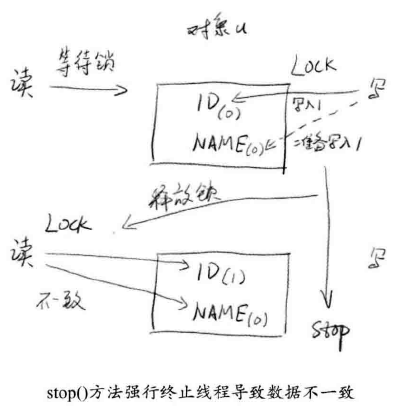 对象u
读 等待锁 LOCK 写
ID(0) 写入1
NAME(0) 准备写入1
释放锁
LOCK
读 ID(1) 写
不一致 NAME(0) stop
stop()方法强行终止线程导致数据不一致